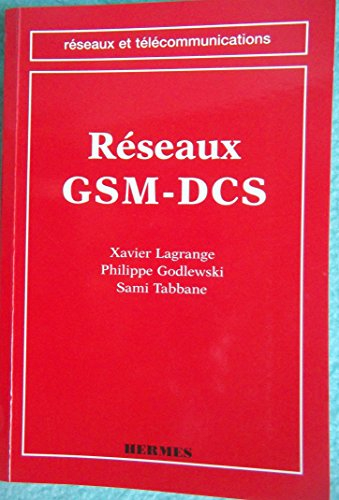 réseaux et télécommunications
Réseaux
GSM-DCS
Xavier Lagrange
Philippe Godlewski
Sami Tabbane
HERMES